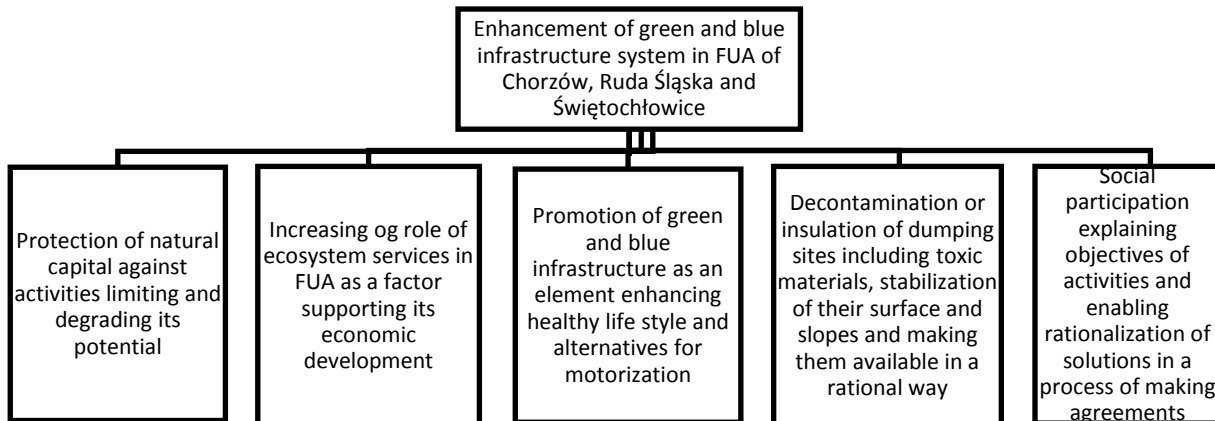 Enhancement of green and blue
infrastructure system in FUA of
Chorzów, Ruda Śląska and
Świętochłowice
Protection of natural
capital against
activities limiting and
degrading its
potential
Increasing og role of
ecosystem services in
FUA as a factor
supporting its
economic
development
Promotion of green
and blue
infrastructure as an
element enhancing
healthy life style and
alternatives for
motorization
Decontamination or
insulation of dumping
sites including toxic
materials, stabilization
of their surface and
slopes and making
them available in a
rational way
Social
participation
explaining
objectives of
activities and
enabling
rationalization of
solutions in a
process of making
agreements